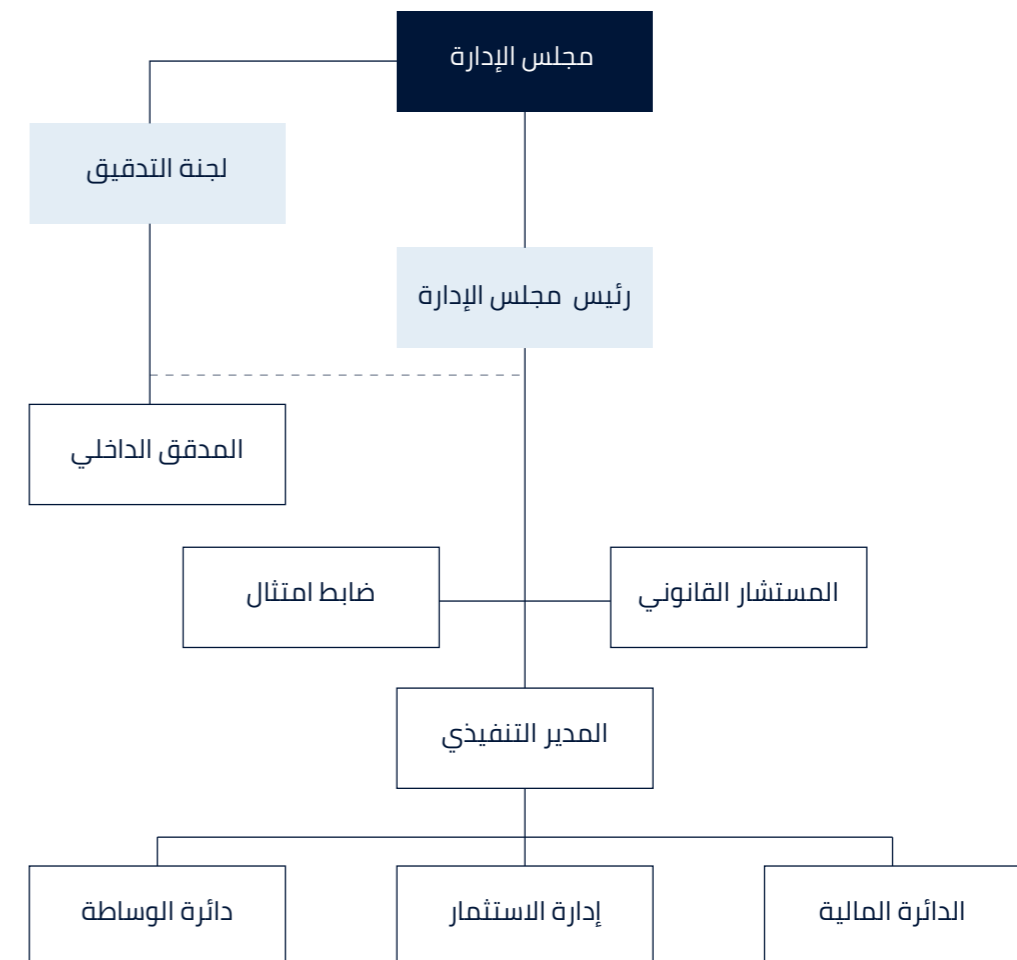 مجلس الإدارة
لجنة التدقيق
رئيس مجلس الإدارة
المدقق الداخلي
المستشار القانوني
ضابط امتثال
المدير التنفيذي
الدائرة المالية
إدارة الاستثمار
دائرة الوساطة